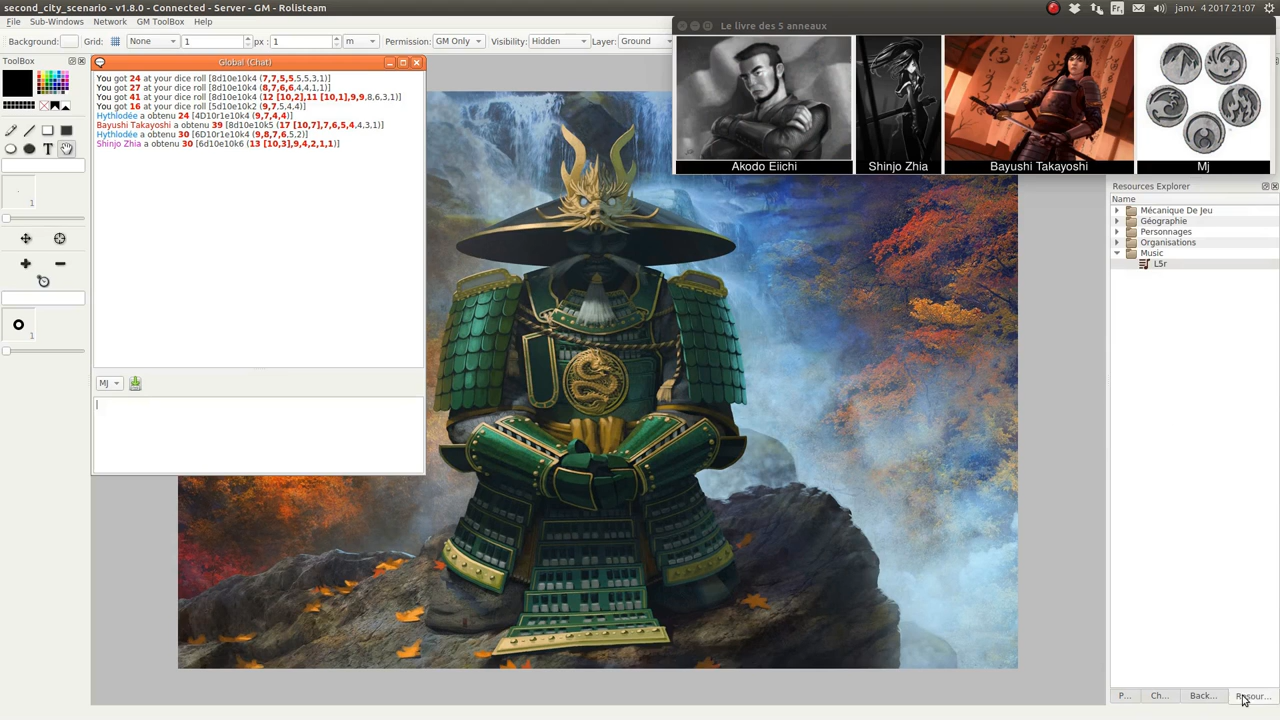 second_city_scenario - v1.8.0 - Connected - Server - GM - Rollisteam
Fr
janv. 4 2017 21:07
File Sub-Windows Network GM ToolBox Help
Background: Grid: None 1 px : 1 m Permission: GM Only Visibility: Hidden Layer: Ground
Le livre des 5 anneaux
Akodo Eiichi
Shinjo Zhia
Bayushi Takayoshi
Mj
ToolBox
T
1
1
Global (Chat)
You got 24 at your dice roll [8d10e10k4 (7,7,5,5,5,5,3,1)]
You got 27 at your dice roll [8d10e10k4 (8,7,6,6,4,4,1,1)]
You got 41 at your dice roll [8d10e10k4 (12 [10,2],11 [10,1],9,9,8,6,3,1)]
You got 16 at your dice roll [5d10e10k2 (9,7,5,4,4)]
Hythlodée a obtenu 24 [4D10r1e10k4 (9,7,4,4)]
Bayushi Takayoshi a obtenu 39 [8d10e10k5 (17 [10,7],7,6,5,4,4,3,1)]
Hythlodée a obtenu 30 [6D10r1e10k4 (9,8,7,6,5,2)]
Shinjo Zhia a obtenu 30 [6d10e10k6 (13 [10,3],9,4,2,1,1)]
MJ
Resources Explorer
Name
Mécanique De Jeu
Géographie
Personnages
Organisations
Music
L5r
P... Ch... Back... Resour...